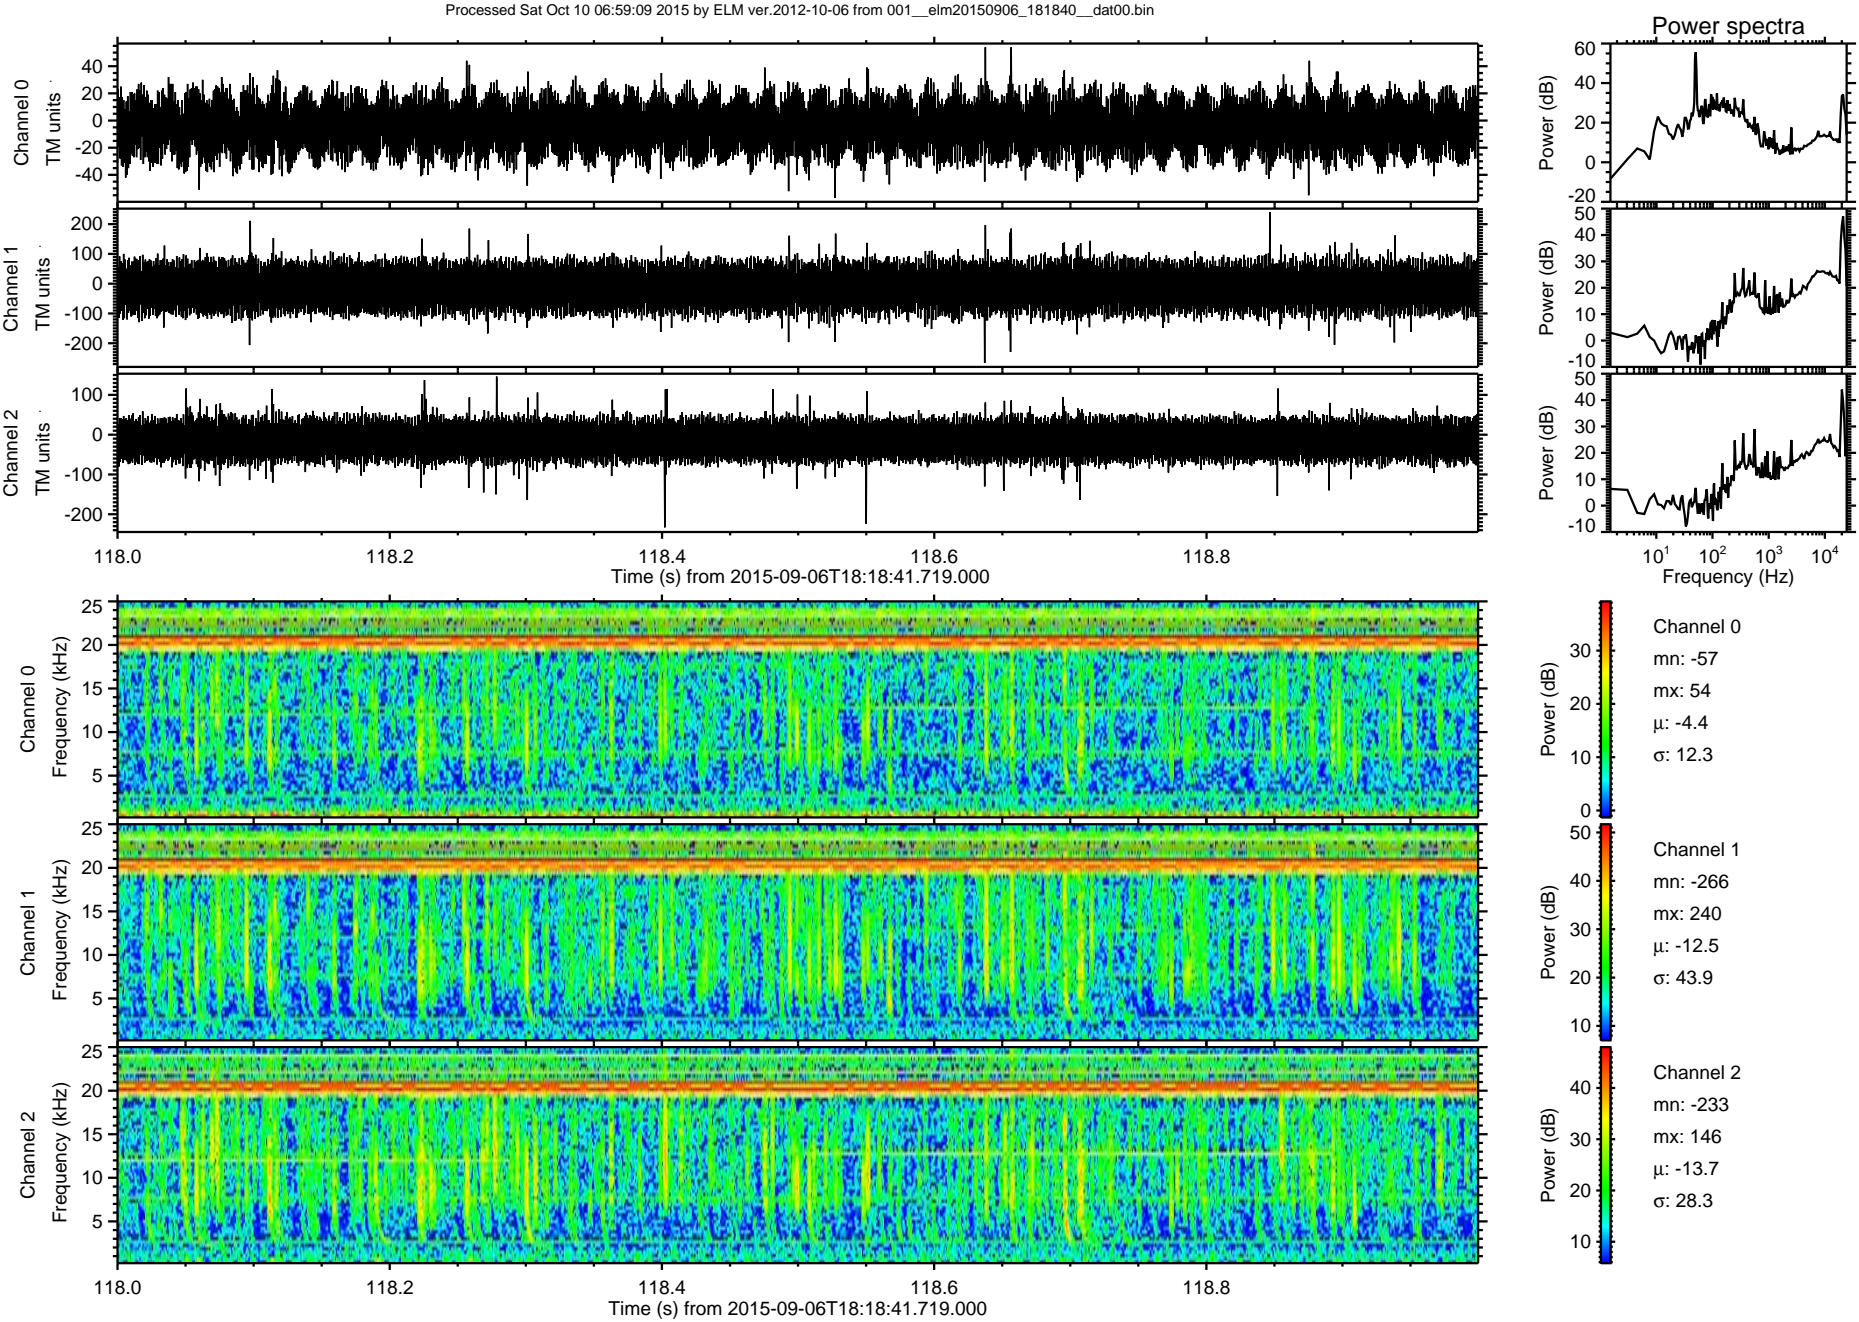 Processed Sat Oct 10 06:59:09 2015 by ELM ver.2012-10-06 from 001__elm20150906_181840__dat00.bin
Power spectra
Channel 0
TM units
40
20
0
-20
-40
Power (dB)
60
40
20
0
-20
Channel 1
TM units
200
100
0
-100
-200
Power (dB)
50
40
30
20
10
0
-10
Channel 2
TM units
100
0
-100
-200
Power (dB)
50
40
30
20
10
0
-10
118.0 118.2 118.4 118.6 118.8
Time (s) from 2015-09-06T18:18:41.719.000
10^1 10^2 10^3 10^4
Frequency (Hz)
Channel 0
Frequency (kHz)
25
20
15
10
5
Power (dB)
30
20
10
0
Channel 0
mn: -57
mx: 54
μ: -4.4
σ: 12.3
Channel 1
Frequency (kHz)
25
20
15
10
5
Power (dB)
50
40
30
20
10
Channel 1
mn: -266
mx: 240
μ: -12.5
σ: 43.9
Channel 2
Frequency (kHz)
25
20
15
10
5
Power (dB)
40
30
20
10
Channel 2
mn: -233
mx: 146
μ: -13.7
σ: 28.3
118.0 118.2 118.4 118.6 118.8
Time (s) from 2015-09-06T18:18:41.719.000